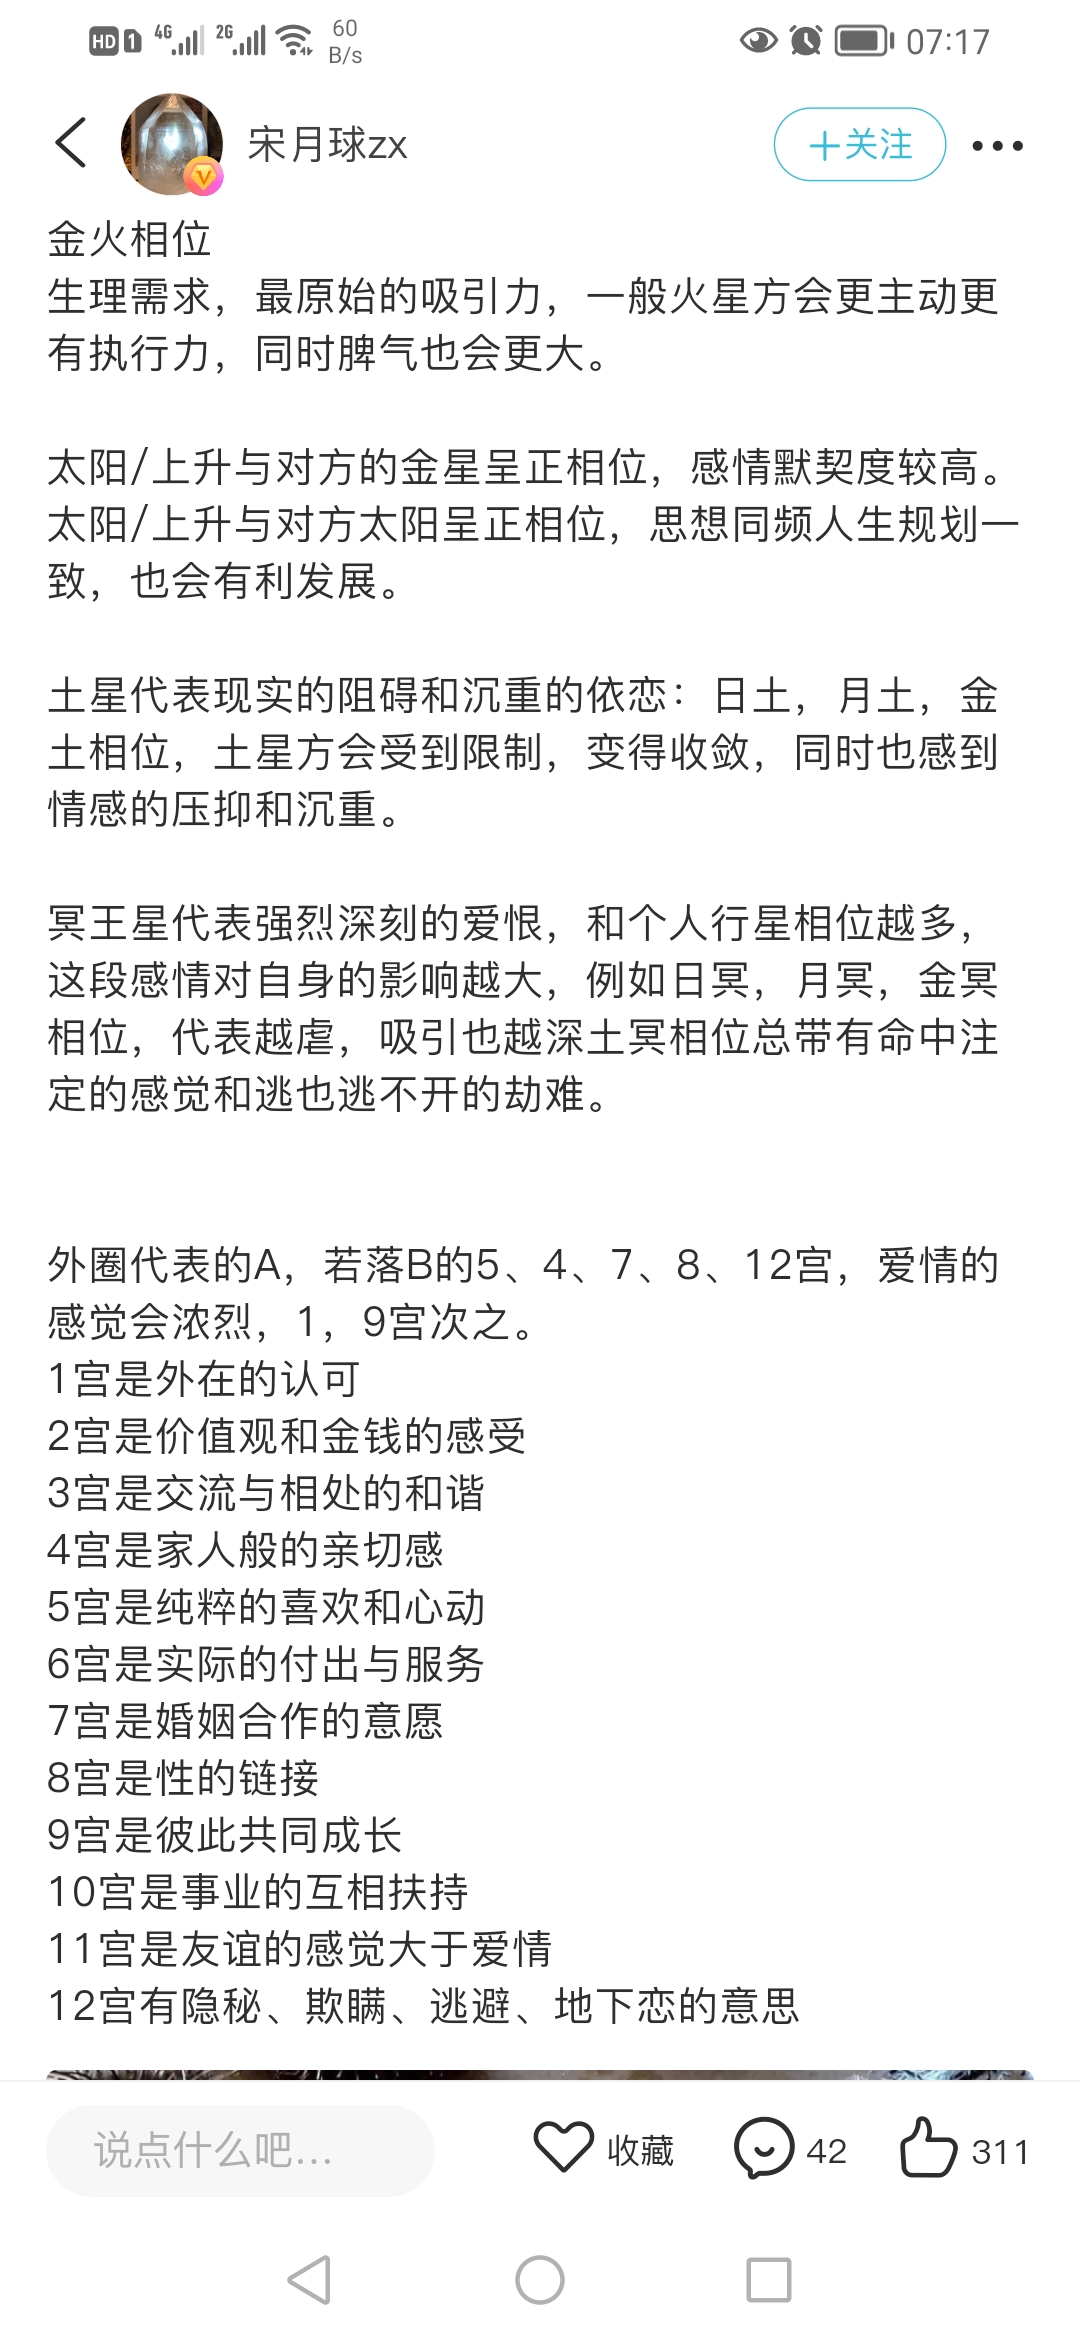 HD 1 4G 2G 60 B/s 07:17
宋月球zx +关注
金火相位
生理需求，最原始的吸引力，一般火星方会更主动更
有执行力，同时脾气也会更大。
太阳/上升与对方的金星呈正相位，感情默契度较高。
太阳/上升与对方太阳呈正相位，思想同频人生规划一
致，也会有利发展。
土星代表现实的阻碍和沉重的依恋：日土，月土，金
土相位，土星方会受到限制，变得收敛，同时也感到
情感的压抑和沉重。
冥王星代表强烈深刻的爱恨，和个人行星相位越多，
这段感情对自身的影响越大，例如日冥，月冥，金冥
相位，代表越虐，吸引也越深土冥相位总带有命中注
定的感觉和逃也逃不开的劫难。
外圈代表的A，若落B的5、4、7、8、12宫，爱情的
感觉会浓烈，1，9宫次之。
1宫是外在的认可
2宫是价值观和金钱的感受
3宫是交流与相处的和谐
4宫是家人般的亲切感
5宫是纯粹的喜欢和心动
6宫是实际的付出与服务
7宫是婚姻合作的意愿
8宫是性的链接
9宫是彼此共同成长
10宫是事业的互相扶持
11宫是友谊的感觉大于爱情
12宫有隐秘、欺瞒、逃避、地下恋的意思
说点什么吧... 收藏 42 311